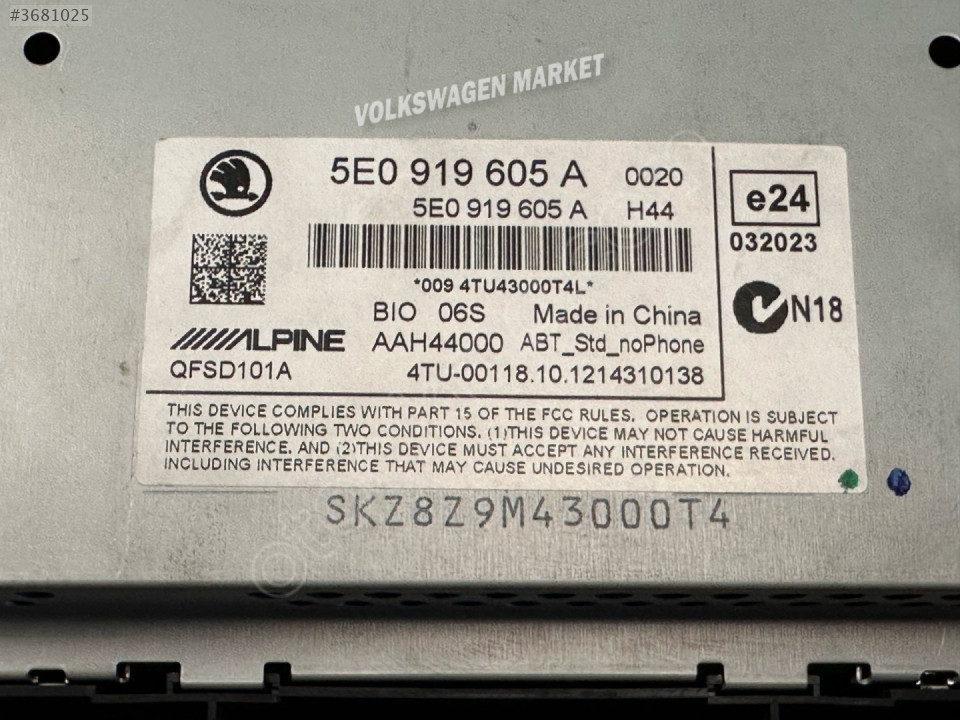 #3681025
VOLKSWAGEN MARKET
5E0 919 605 A 0020
5E0 919 605 A H44
*009 4TU43000T4L*
BIO 06S Made in China
ALPINE AAH44000 ABT_Std_noPhone
QFSD101A 4TU-00118.10.1214310138
e24
032023
N18
THIS DEVICE COMPLIES WITH PART 15 OF THE FCC RULES. OPERATION IS SUBJECT
TO THE FOLLOWING TWO CONDITIONS, (1)THIS DEVICE MAY NOT CAUSE HARMFUL
INTERFERENCE. AND (2)THIS DEVICE MUST ACCEPT ANY INTERFERENCE RECEIVED.
INCLUDING INTERFERENCE THAT MAY CAUSE UNDESIRED OPERATION.
SKZ8Z9M43000T4